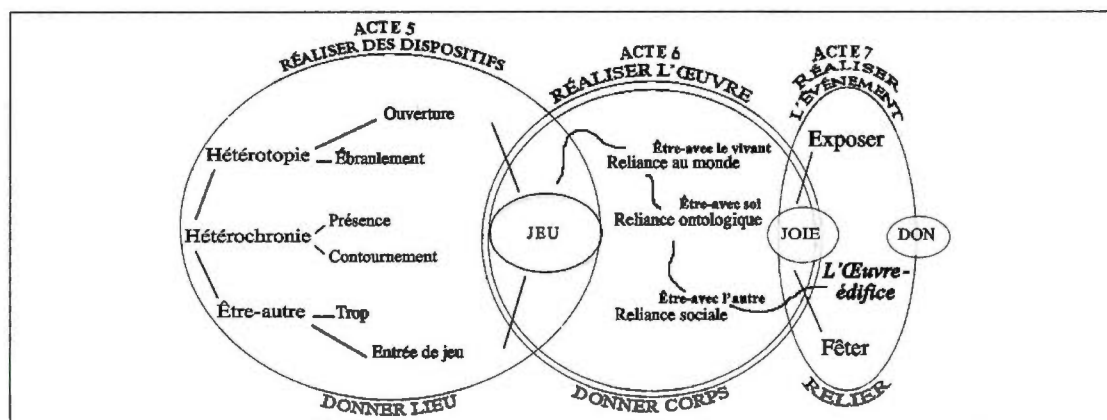 ACTE 5
RÉALISER DES DISPOSITIFS
Ouverture
Hétérotopie
Ébranlement
Présence
Hétérochronie
Contournement
Être-autre
Trop
Entrée de jeu
DONNER LIEU
JEU
ACTE 6
RÉALISER L'ŒUVRE
Être-avec le vivant
Reliance au monde
Être-avec soi
Reliance ontologique
Être-avec l'autre
Reliance sociale
DONNER CORPS
JOIE
ACTE 7
RÉALISER
L'ÉVÉNEMENT
Exposer
DON
L'Œuvre-
édifice
Fêter
RELIER